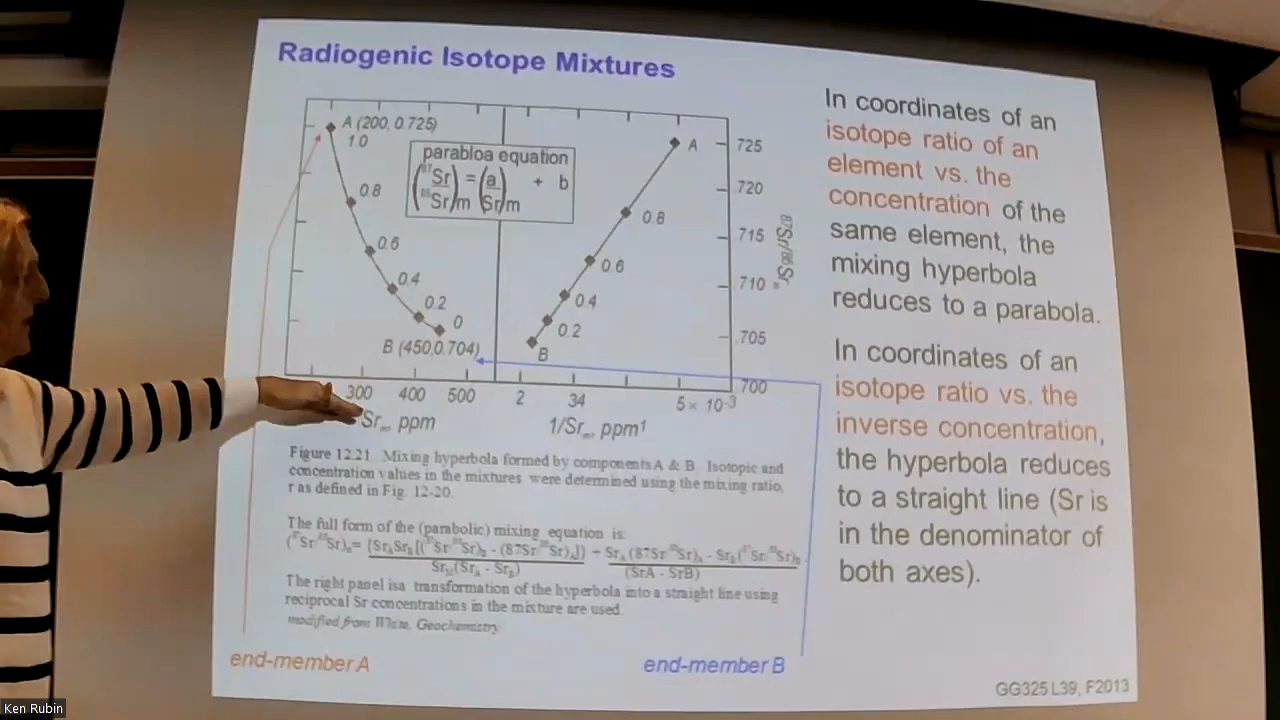 Radiogenic Isotope Mixtures
A (200, 0.725)
1.0
0.8
0.6
0.4
0.2
0
B (450,0.704)
parabloa equation
(87Sr/86Sr)m = (a/Sr)m + b
A
0.8
0.6
0.4
0.2
B
725
720
715
710
705
700
87Sr/86Sr
300 400 500
Srm, ppm
2 34 5 × 10-3
1/Srm, ppm1
Figure 12.21. Mixing hyperbola formed by components A & B. Isotopic and
concentration values in the mixtures were determined using the mixing ratio,
r as defined in Fig. 12-20.
The full form of the (parabolic) mixing equation is:
The right panel isa transformation of the hyperbola into a straight line using
reciprocal Sr concentrations in the mixture are used.
modified from White, Geochemistry
end-member A
end-member B
In coordinates of an
isotope ratio of an
element vs. the
concentration of the
same element, the
mixing hyperbola
reduces to a parabola.
In coordinates of an
isotope ratio vs. the
inverse concentration,
the hyperbola reduces
to a straight line (Sr is
in the denominator of
both axes).
GG325 L39, F2013
Ken Rubin